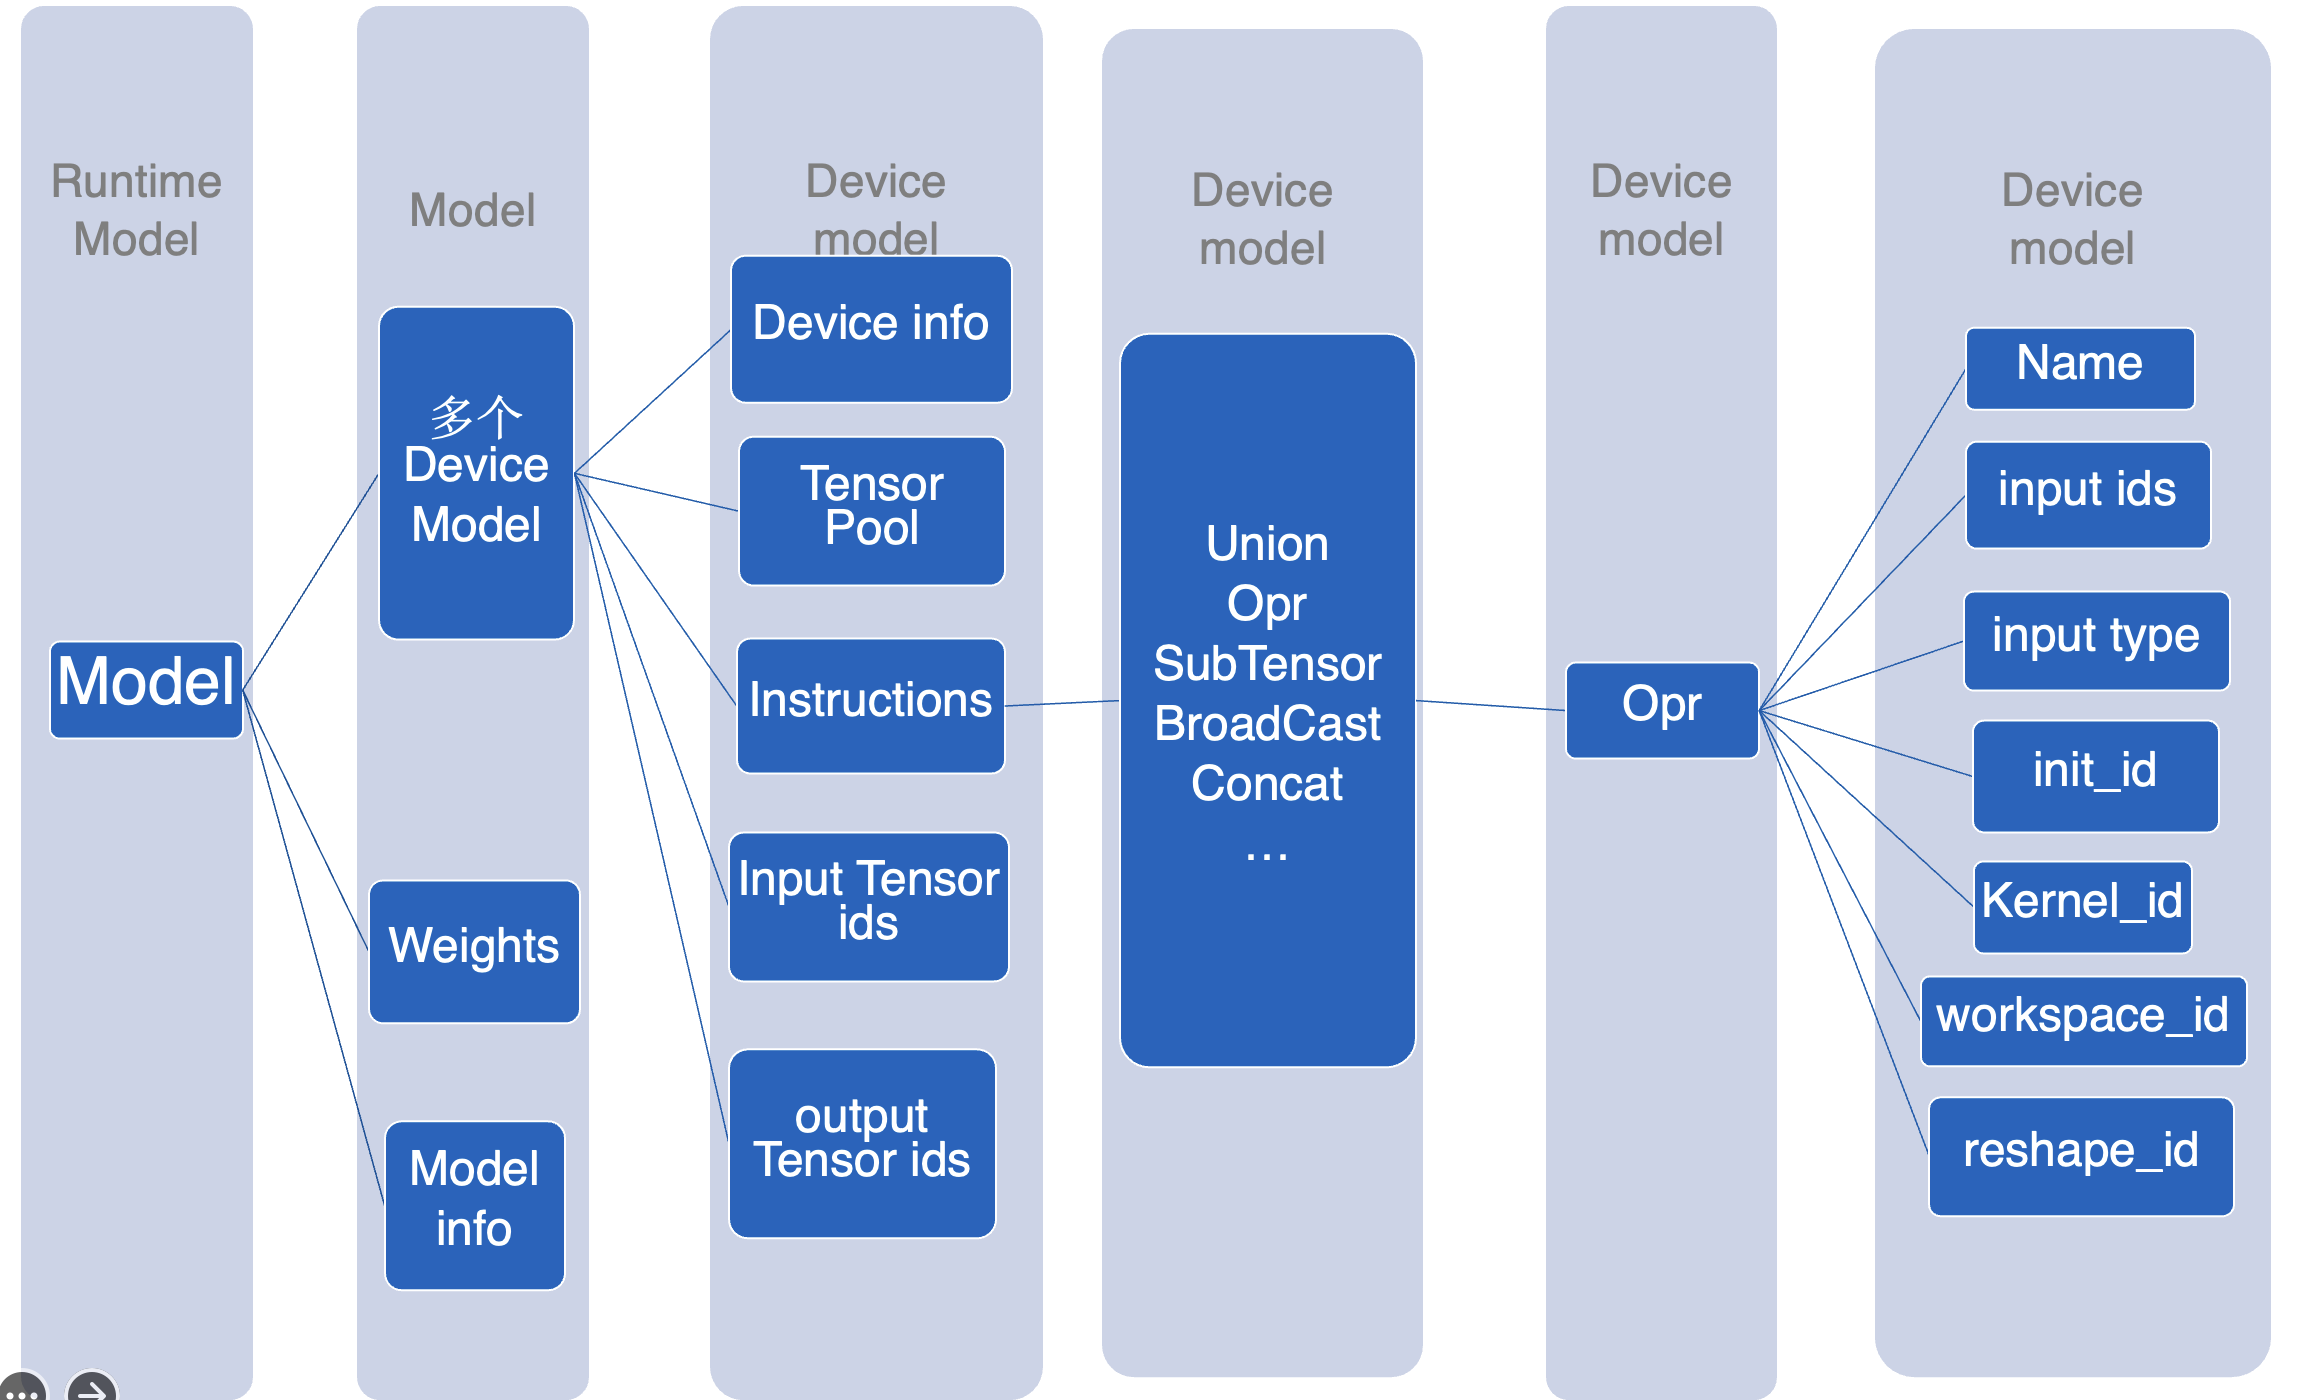 Runtime
Model
Model
Model
多个
Device
Model
Weights
Model
info
Device
model
Device info
Tensor
Pool
Instructions
Input Tensor
ids
output
Tensor ids
Device
model
Union
Opr
SubTensor
BroadCast
Concat
...
Device
model
Opr
Device
model
Name
input ids
input type
init_id
Kernel_id
workspace_id
reshape_id